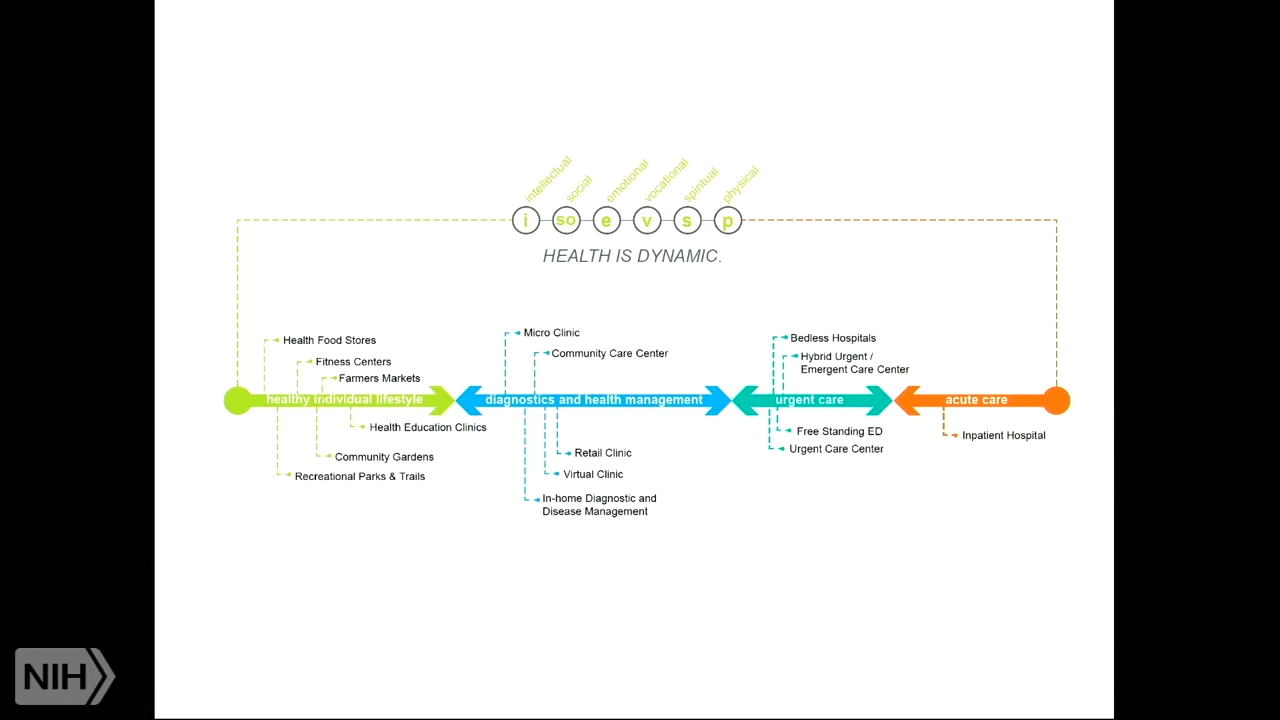 intellectual
social
emotional
vocational
spiritual
physical
i
so
e
v
s
p
HEALTH IS DYNAMIC.
Health Food Stores
Fitness Centers
Farmers Markets
healthy individual lifestyle
Health Education Clinics
Community Gardens
Recreational Parks & Trails
Micro Clinic
Community Care Center
diagnostics and health management
Retail Clinic
Virtual Clinic
In-home Diagnostic and
Disease Management
Bedless Hospitals
Hybrid Urgent /
Emergent Care Center
urgent care
Free Standing ED
Urgent Care Center
acute care
Inpatient Hospital
NIH